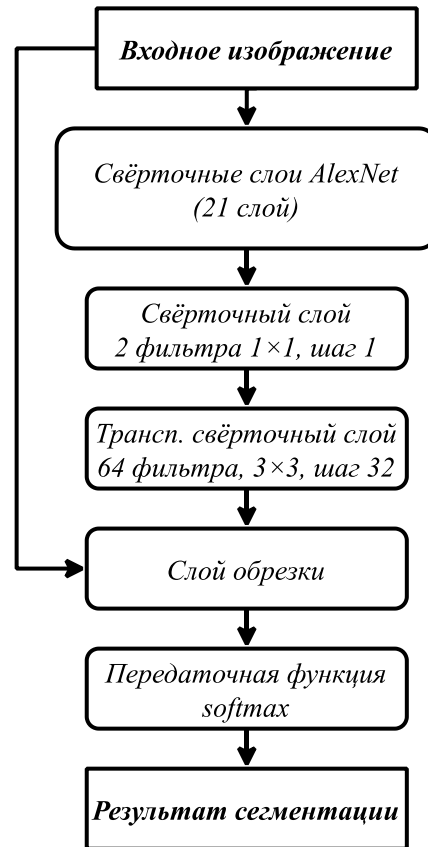 Входное изображение
Свёрточные слои AlexNet
(21 слой)
Свёрточный слой
2 фильтра 1×1, шаг 1
Трансп. свёрточный слой
64 фильтра, 3×3, шаг 32
Слой обрезки
Передаточная функция
softmax
Результат сегментации